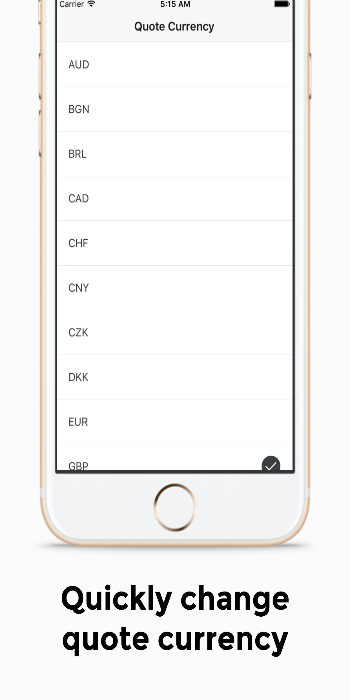 Carrier 5:15 AM
Quote Currency
AUD
BGN
BRL
CAD
CHF
CNY
CZK
DKK
EUR
GBP
Quickly change
quote currency